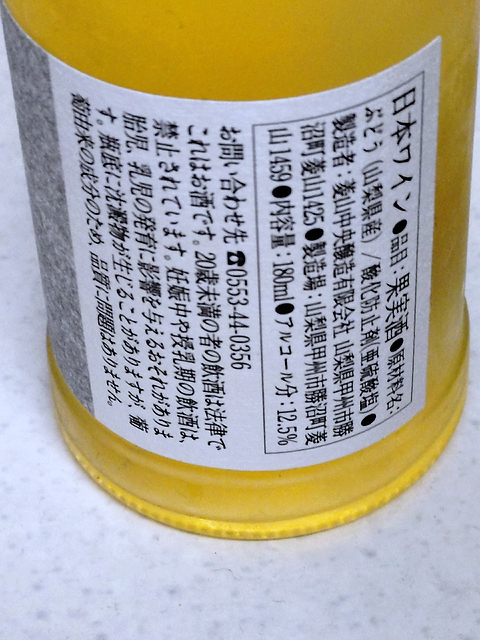 日本ワイン ●品目:果実酒●原材料名:
ぶどう(山梨県産)/酸化防止剤(亜硫酸塩)●
製造者:菱山中央醸造有限会社 山梨県甲州市勝
沼町菱山1425●製造場:山梨県甲州市勝沼町菱
山1459●内容量:180ml●アルコール分:12.5%
お問い合わせ先☎0553-44-0356
これはお酒です。20歳未満の者の飲酒は法律で
禁止されています。妊娠中や授乳期の飲酒は、
胎児、乳児の発育に影響を与えるおそれがありま
す。瓶底に沈殿物が生じることがありますが、葡
萄由来の成分のため、品質に問題はありません。